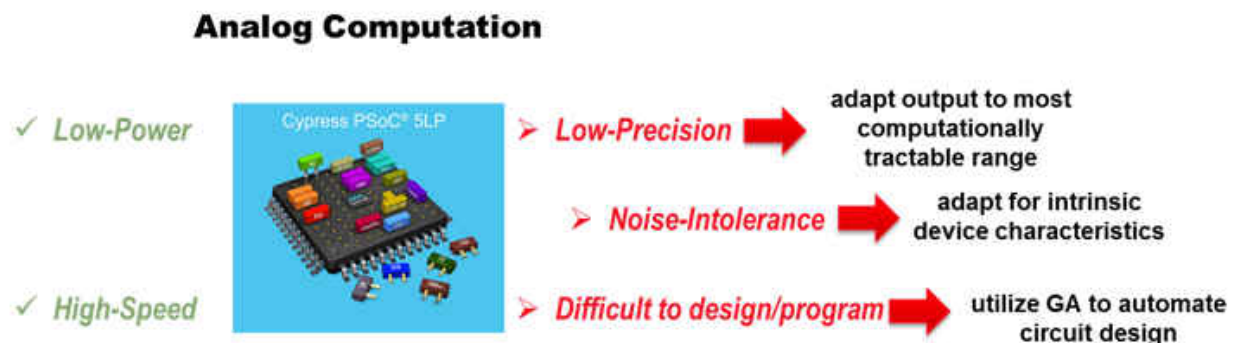 Analog Computation
✓ Low-Power
Cypress PSoC® 5LP
➢ Low-Precision
adapt output to most
computationally
tractable range
➢ Noise-Intolerance
adapt for intrinsic
device characteristics
✓ High-Speed
➢ Difficult to design/program
utilize GA to automate
circuit design